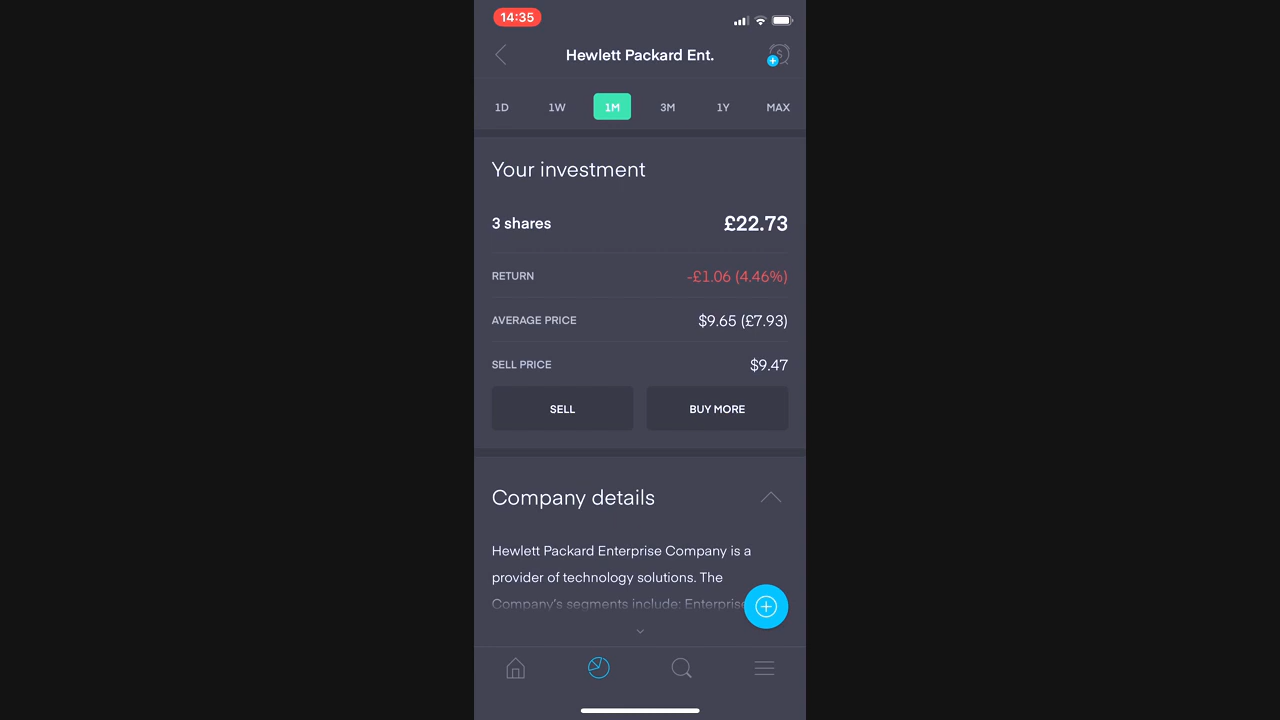 14:35
Hewlett Packard Ent.
1D 1W 1M 3M 1Y MAX
Your investment
3 shares £22.73
RETURN -£1.06 (4.46%)
AVERAGE PRICE $9.65 (£7.93)
SELL PRICE $9.47
SELL BUY MORE
Company details
Hewlett Packard Enterprise Company is a
provider of technology solutions. The
Company's segments include: Enterprise